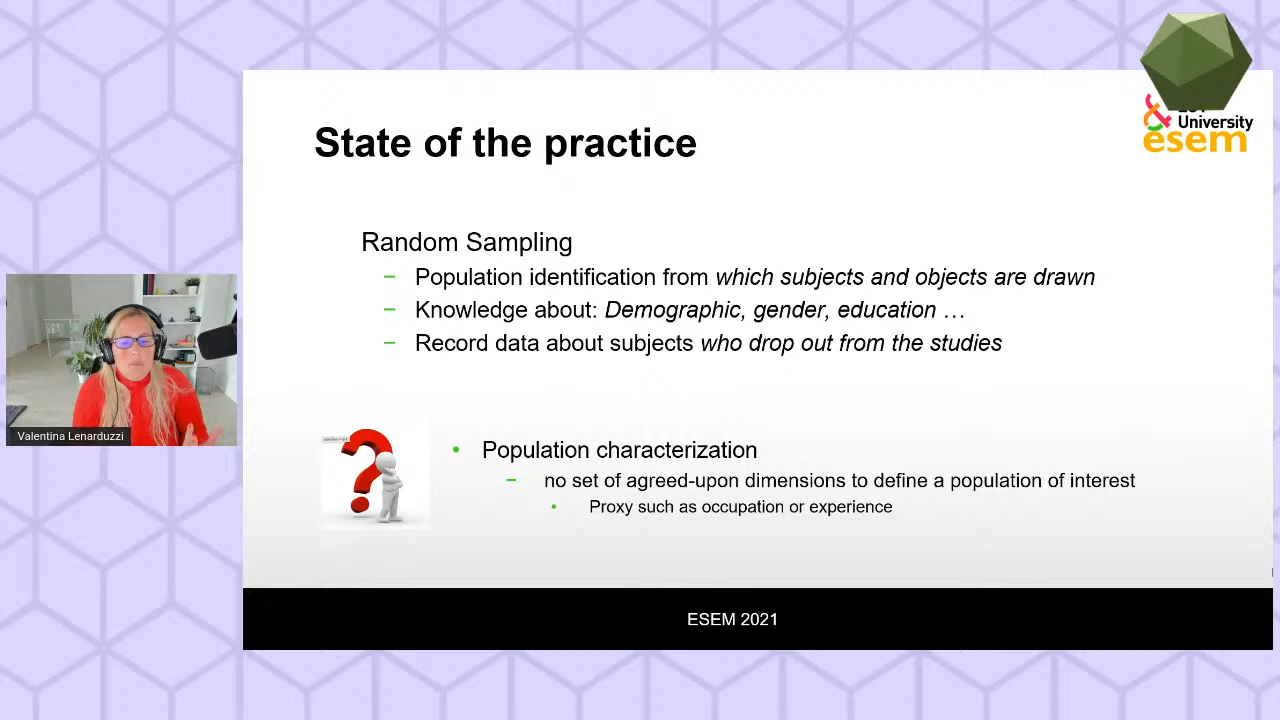 State of the practice
University
esem
Random Sampling
− Population identification from which subjects and objects are drawn
− Knowledge about: Demographic, gender, education …
− Record data about subjects who drop out from the studies
Valentina Lenarduzzi
• Population characterization
− no set of agreed-upon dimensions to define a population of interest
• Proxy such as occupation or experience
ESEM 2021